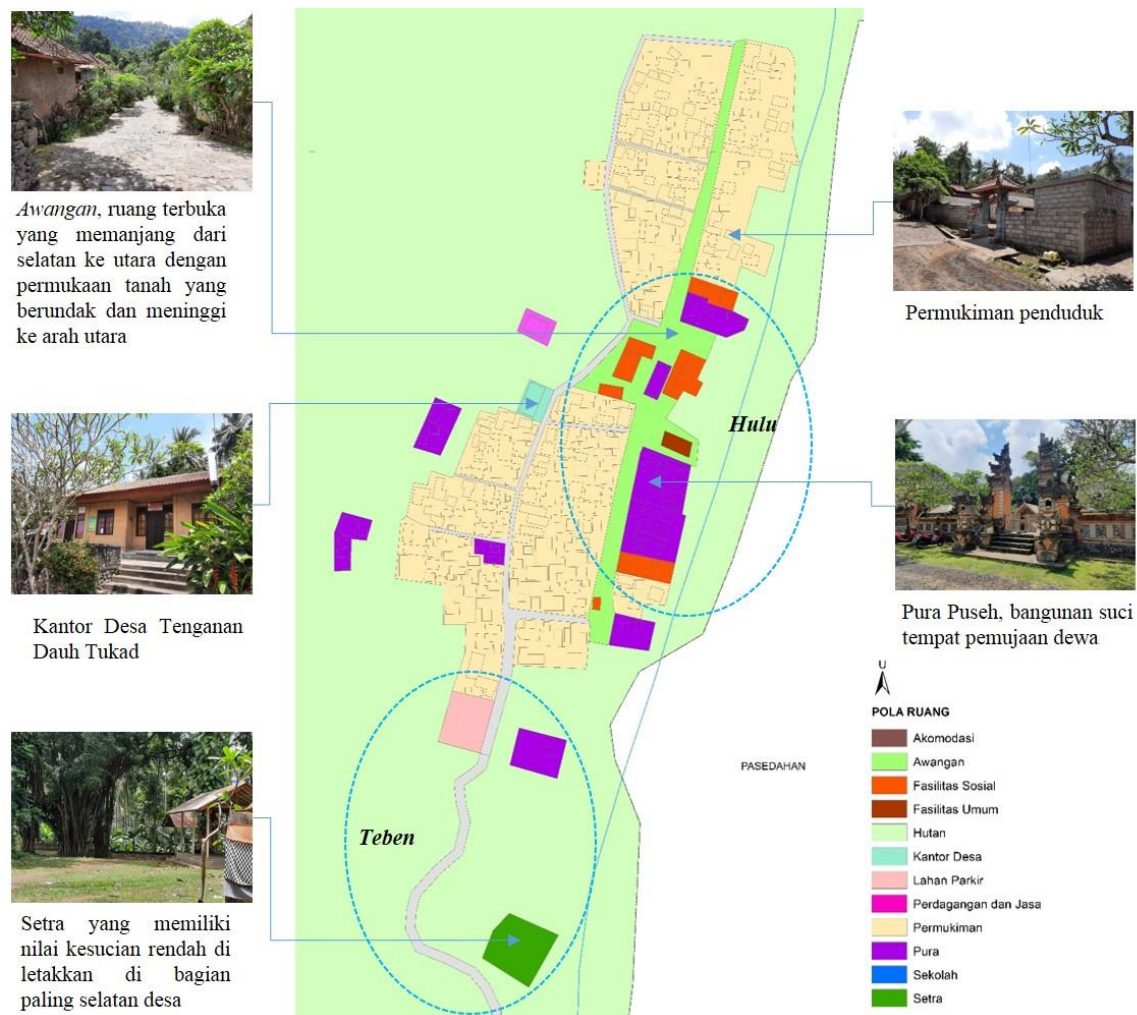 Awangan, ruang terbuka
yang memanjang dari
selatan ke utara dengan
permukaan tanah yang
berundak dan meninggi
ke arah utara
Kantor Desa Tenganan
Dauh Tukad
Setra yang memiliki
nilai kesucian rendah di
letakkan di bagian
paling selatan desa
Hulu
Teben
PASEDAHAN
Permukiman penduduk
Pura Puseh, bangunan suci
tempat pemujaan dewa
U
POLA RUANG
Akomodasi
Awangan
Fasilitas Sosial
Fasilitas Umum
Hutan
Kantor Desa
Lahan Parkir
Perdagangan dan Jasa
Permukiman
Pura
Sekolah
Setra